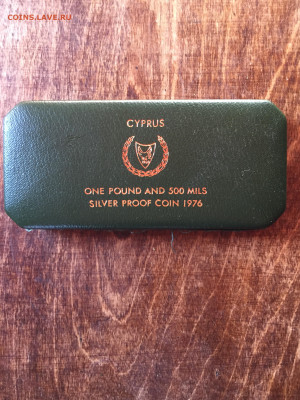 COINS.LAVE.RU
CYPRUS
ONE POUND AND 500 MILS
SILVER PROOF COIN 1976